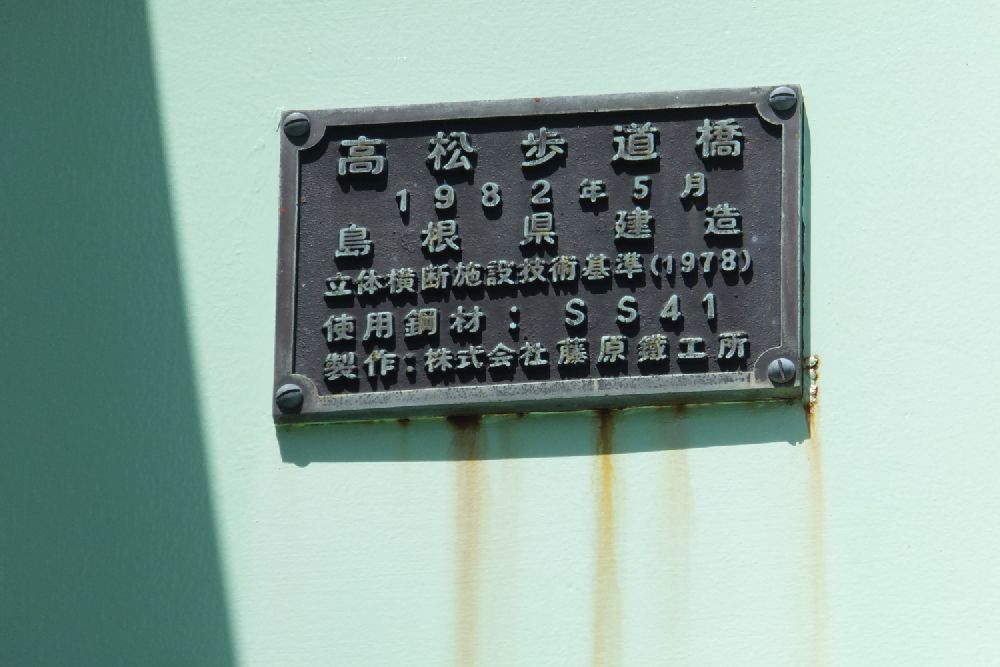 高松歩道橋
1982年5月
島根県建造
立体横断施設技術基準(1978)
使用鋼材：SS41
製作：株式会社藤原鐵工所